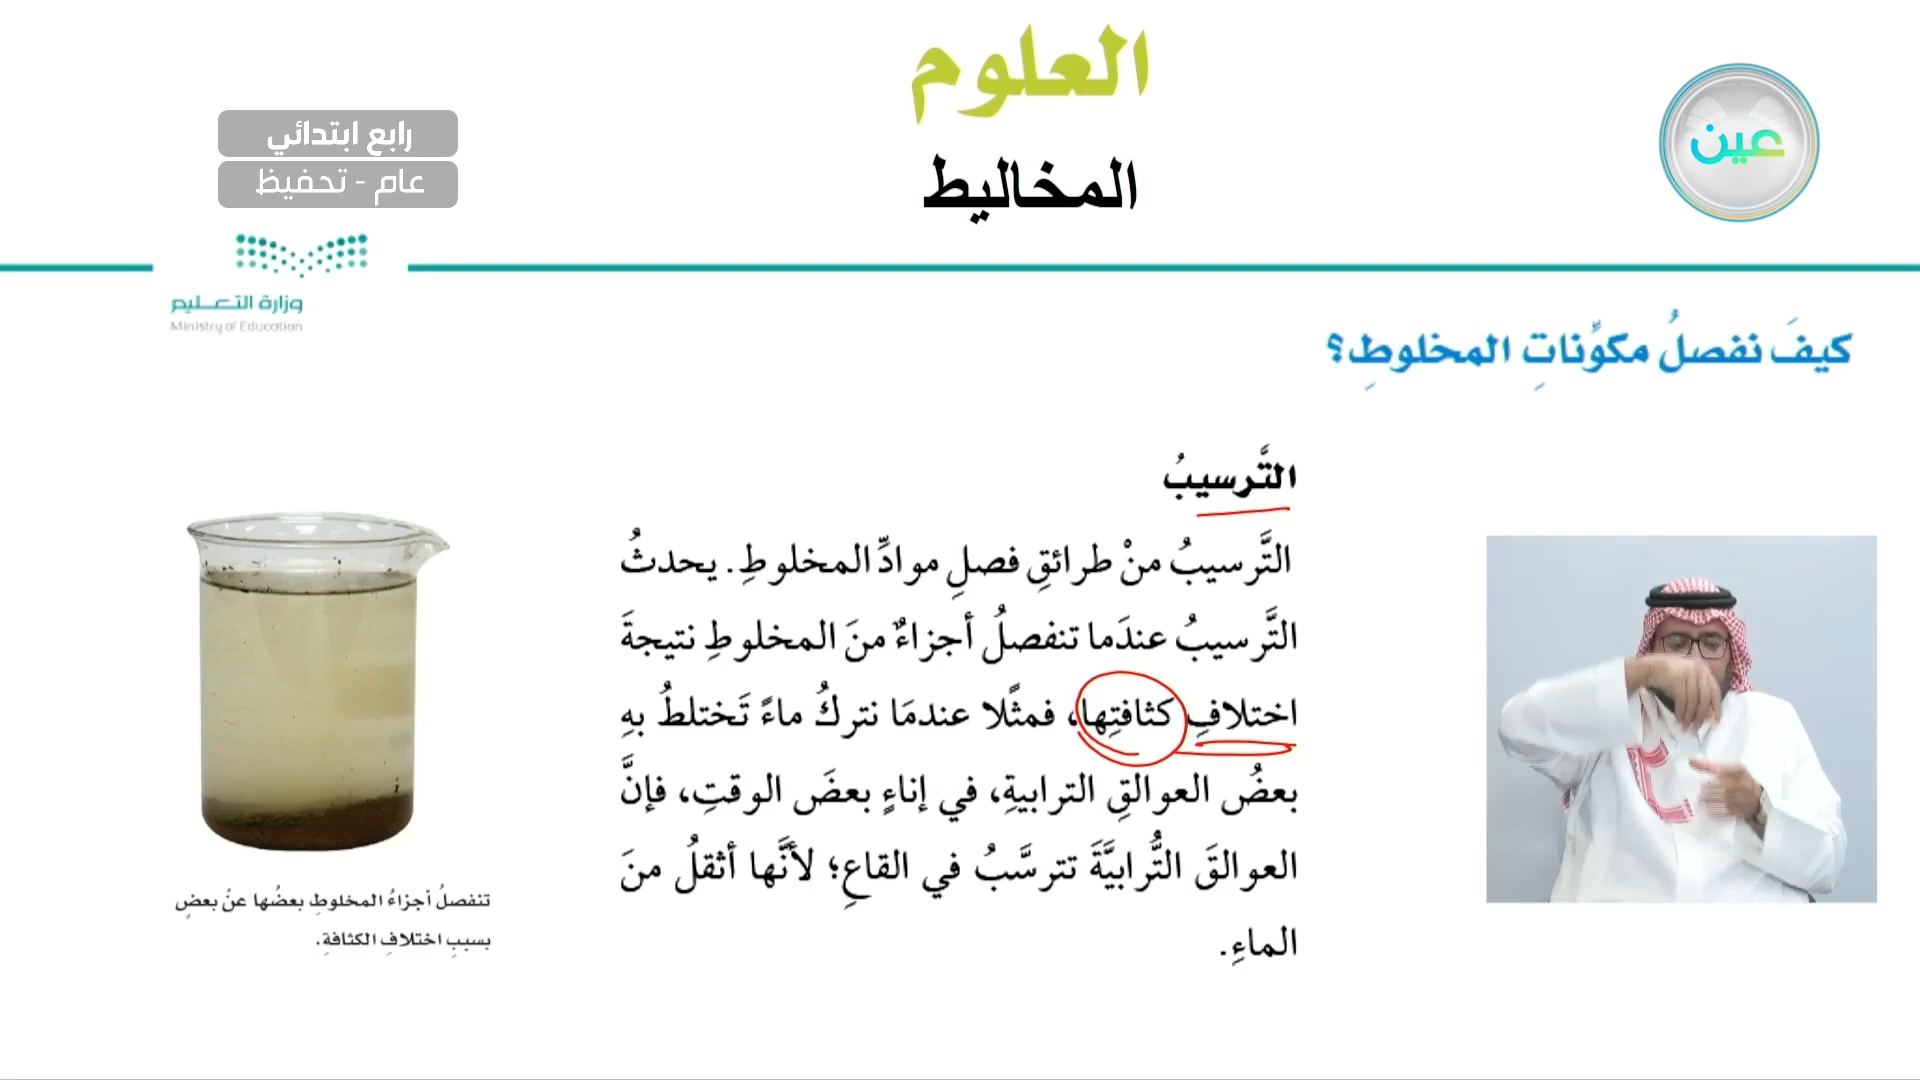 العلوم
المخاليط
عين
رابع ابتدائي
عام - تحفيظ
وزارة التعليم
Ministry of Education
كيفَ نفصلُ مكوِّناتِ المخلوطِ؟
التَّرسيبُ
التَّرسيبُ منْ طرائقِ فصلِ موادِّ المخلوطِ. يحدثُ
التَّرسيبُ عندَما تنفصلُ أجزاءٌ منَ المخلوطِ نتيجةَ
اختلافِ كثافتِها، فمثًلا عندمَا نتركُ ماءً تَختلطُ بهِ
بعضُ العوالقِ الترابيةِ، في إناءٍ بعضَ الوقتِ، فإنَّ
العوالقَ التُّرابيَّةَ تترسَّبُ في القاعِ؛ لأنَّها أثقلُ منَ
الماءِ.
تنفصلُ أجزاءُ المخلوطِ بعضُها عنْ بعضٍ
بسببِ اختلافِ الكثافةِ.